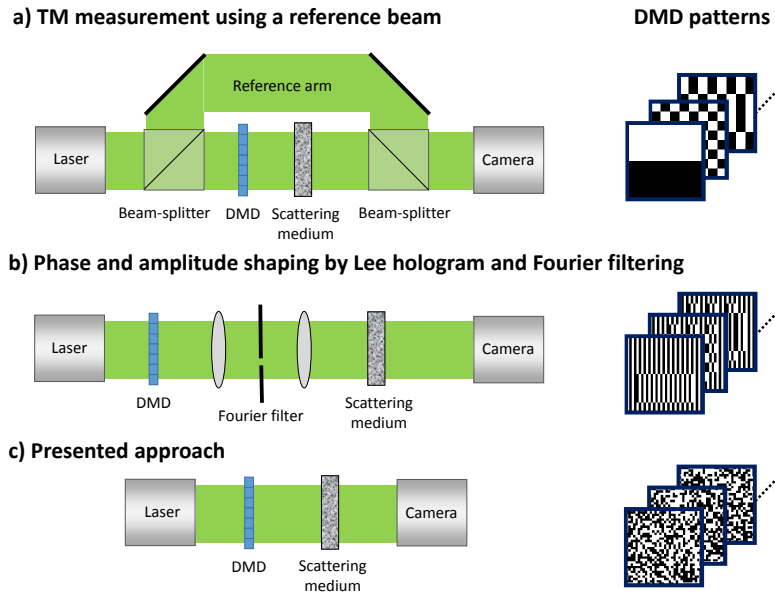 a) TM measurement using a reference beam
DMD patterns
Reference arm
Laser
Camera
Beam-splitter
DMD
Scattering
medium
Beam-splitter
b) Phase and amplitude shaping by Lee hologram and Fourier filtering
Laser
Camera
DMD
Fourier filter
Scattering
medium
c) Presented approach
Laser
Camera
DMD
Scattering
medium